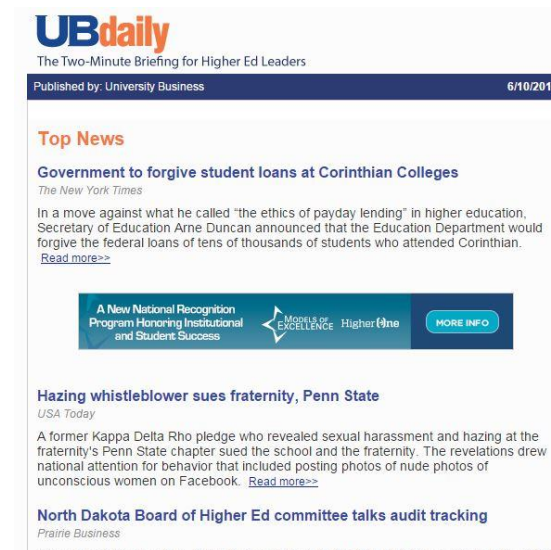 UBdaily
The Two-Minute Briefing for Higher Ed Leaders
Published by: University Business 6/10/201
Top News
Government to forgive student loans at Corinthian Colleges
The New York Times
In a move against what he called “the ethics of payday lending” in higher education,
Secretary of Education Arne Duncan announced that the Education Department would
forgive the federal loans of tens of thousands of students who attended Corinthian.
Read more>>
A New National Recognition
Program Honoring Institutional
and Student Success
MODELS OF
EXCELLENCE
Higher One
MORE INFO
Hazing whistleblower sues fraternity, Penn State
USA Today
A former Kappa Delta Rho pledge who revealed sexual harassment and hazing at the
fraternity's Penn State chapter sued the school and the fraternity. The revelations drew
national attention for behavior that included posting photos of nude photos of
unconscious women on Facebook. Read more>>
North Dakota Board of Higher Ed committee talks audit tracking
Prairie Business